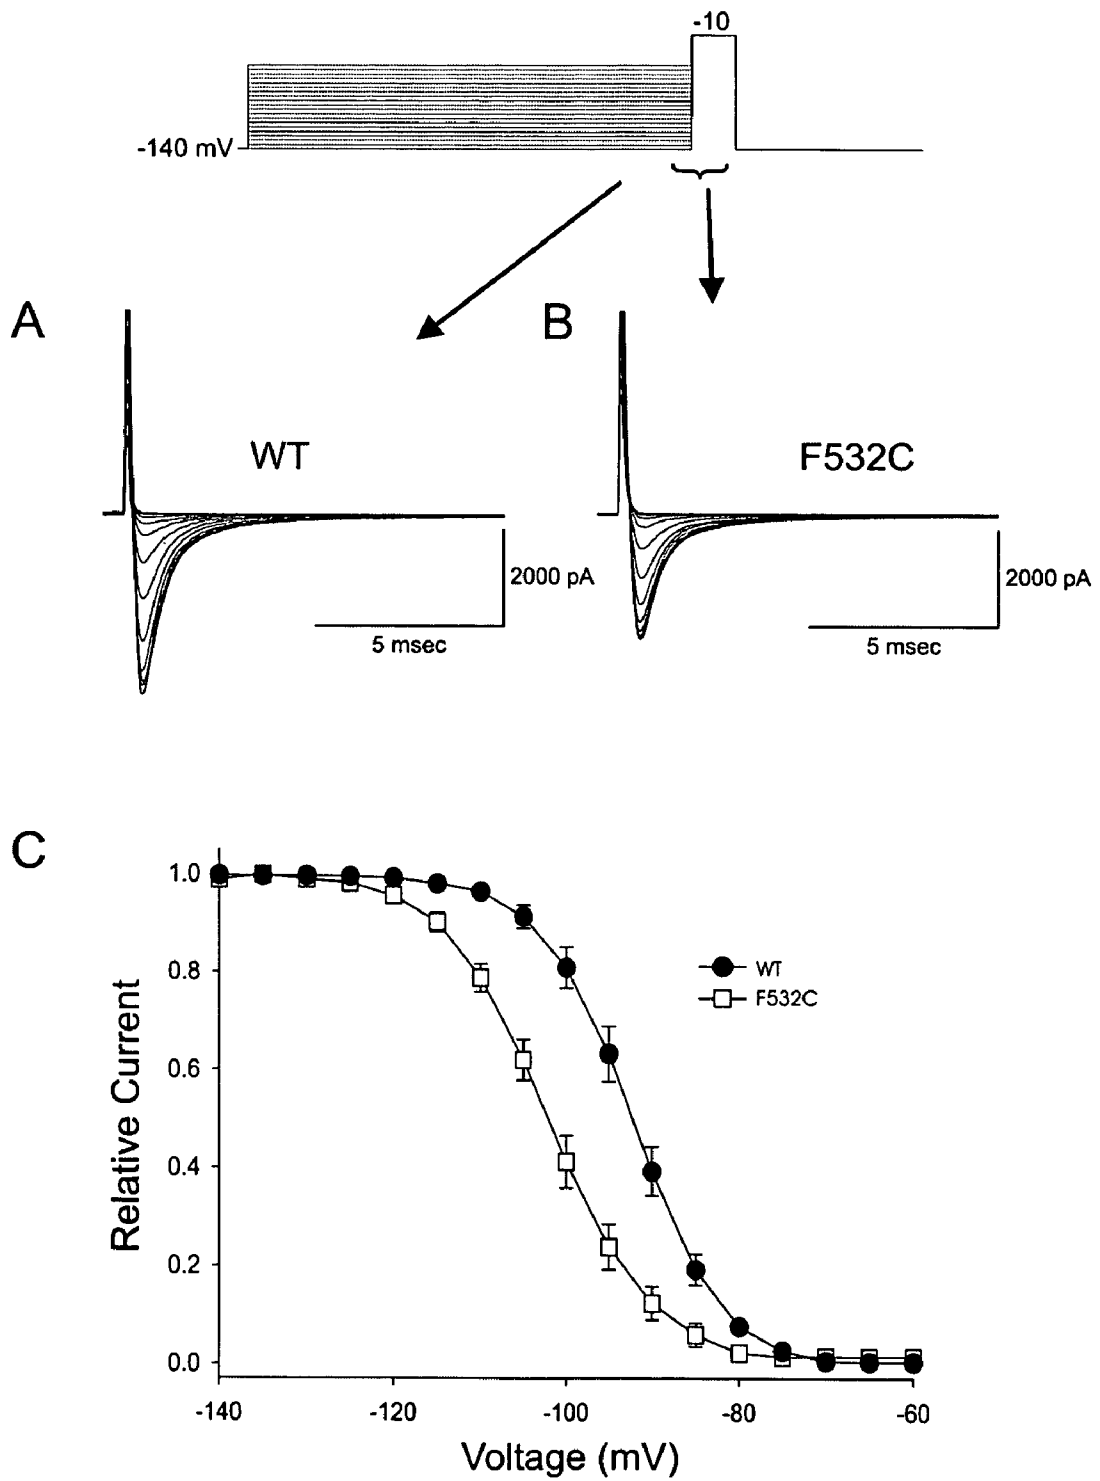 -10
-140 mV
A
B
WT
F532C
2000 pA
2000 pA
5 msec
5 msec
C
1.0
0.8
0.6
0.4
0.2
0.0
Relative Current
WT
F532C
-140
-120
-100
-80
-60
Voltage (mV)